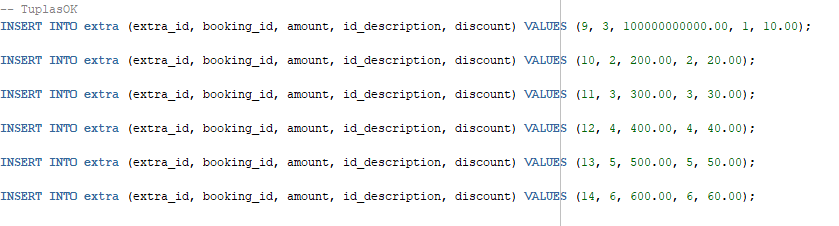 -- TuplasOK
INSERT INTO extra (extra_id, booking_id, amount, id_description, discount) VALUES (9, 3, 100000000000.00, 1, 10.00);
INSERT INTO extra (extra_id, booking_id, amount, id_description, discount) VALUES (10, 2, 200.00, 2, 20.00);
INSERT INTO extra (extra_id, booking_id, amount, id_description, discount) VALUES (11, 3, 300.00, 3, 30.00);
INSERT INTO extra (extra_id, booking_id, amount, id_description, discount) VALUES (12, 4, 400.00, 4, 40.00);
INSERT INTO extra (extra_id, booking_id, amount, id_description, discount) VALUES (13, 5, 500.00, 5, 50.00);
INSERT INTO extra (extra_id, booking_id, amount, id_description, discount) VALUES (14, 6, 600.00, 6, 60.00);